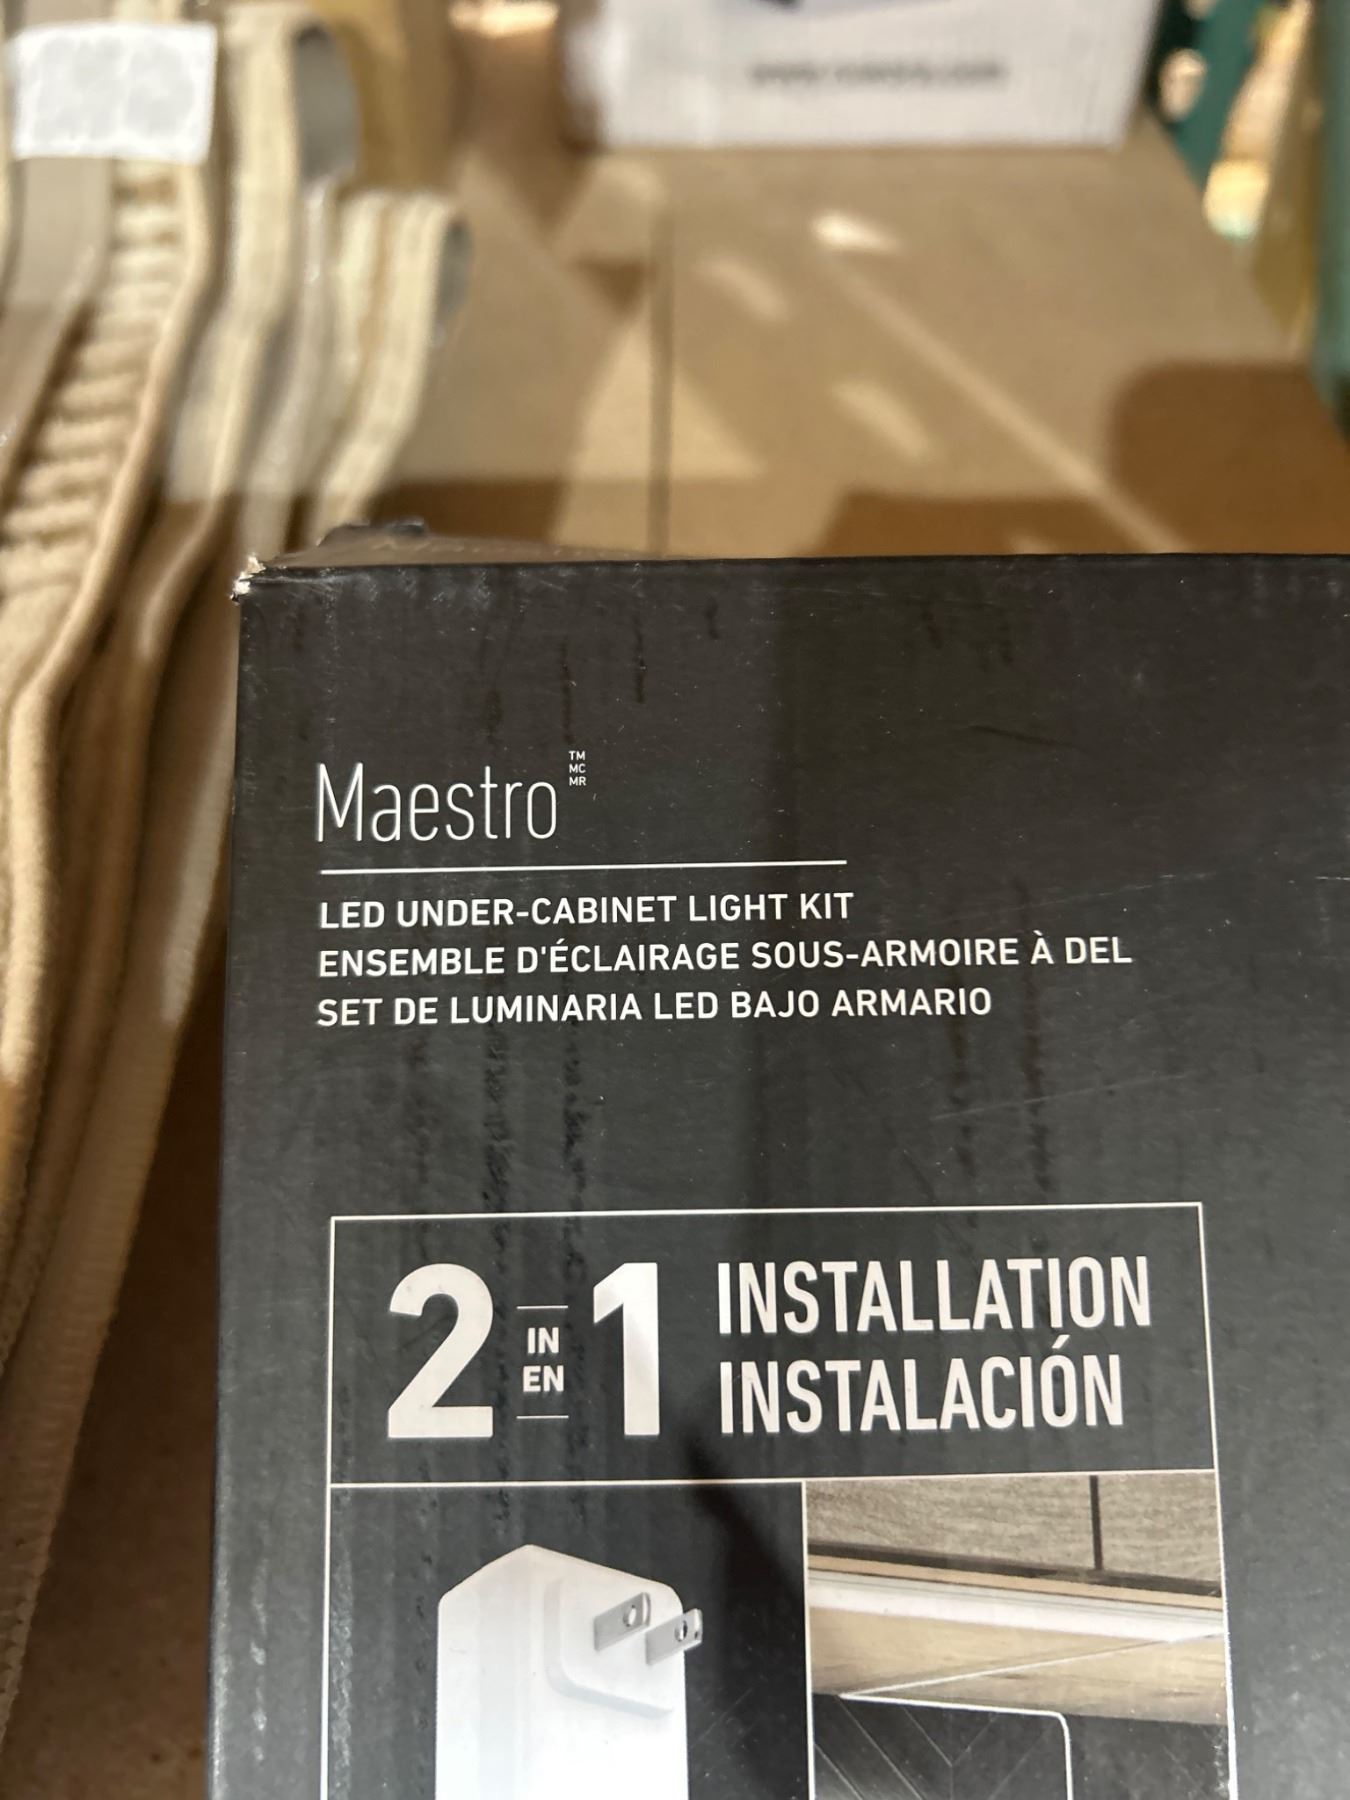 Maestro™ MC MR
LED UNDER-CABINET LIGHT KIT
ENSEMBLE D'ÉCLAIRAGE SOUS-ARMOIRE À DEL
SET DE LUMINARIA LED BAJO ARMARIO
2 IN EN 1 INSTALLATION
INSTALACIÓN